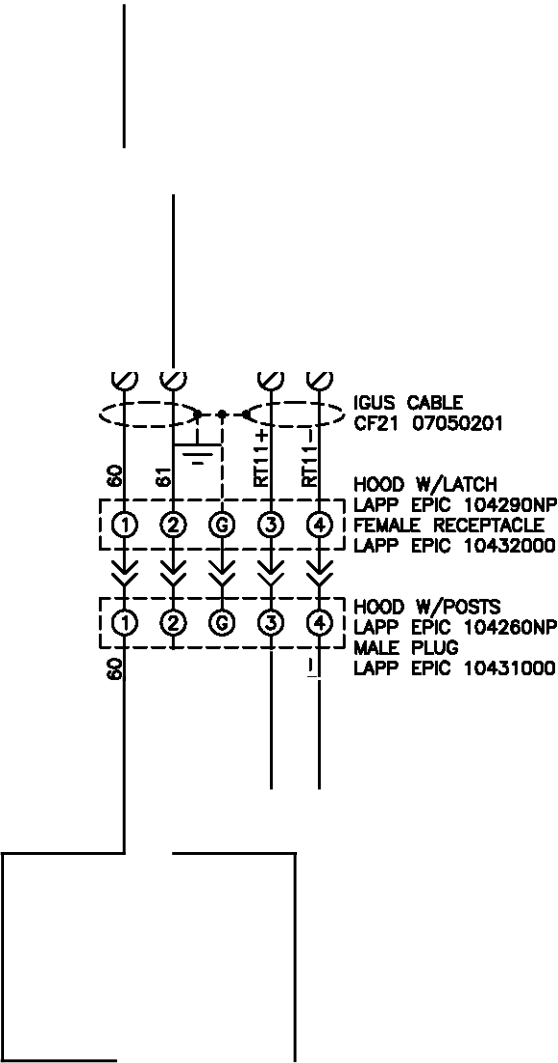 IGUS CABLE
CF21 07050201
60
61
RT11+
RT11-
HOOD W/LATCH
LAPP EPIC 104290NP
FEMALE RECEPTACLE
LAPP EPIC 10432000
1 2 G 3 4
HOOD W/POSTS
LAPP EPIC 104260NP
MALE PLUG
LAPP EPIC 10431000
1 2 G 3 4
60